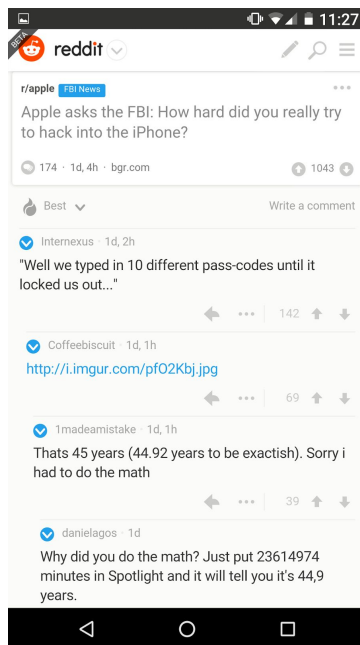 11:27
BETA
reddit
r/apple FBI News
Apple asks the FBI: How hard did you really try
to hack into the iPhone?
174 · 1d, 4h · bgr.com
1043
Best
Write a comment
Internexus · 1d, 2h
"Well we typed in 10 different pass-codes until it
locked us out..."
142
Coffeebiscuit · 1d, 1h
http://i.imgur.com/pfO2Kbj.jpg
69
1madeamistake · 1d, 1h
Thats 45 years (44.92 years to be exactish). Sorry i
had to do the math
39
danielagos · 1d
Why did you do the math? Just put 23614974
minutes in Spotlight and it will tell you it's 44,9
years.